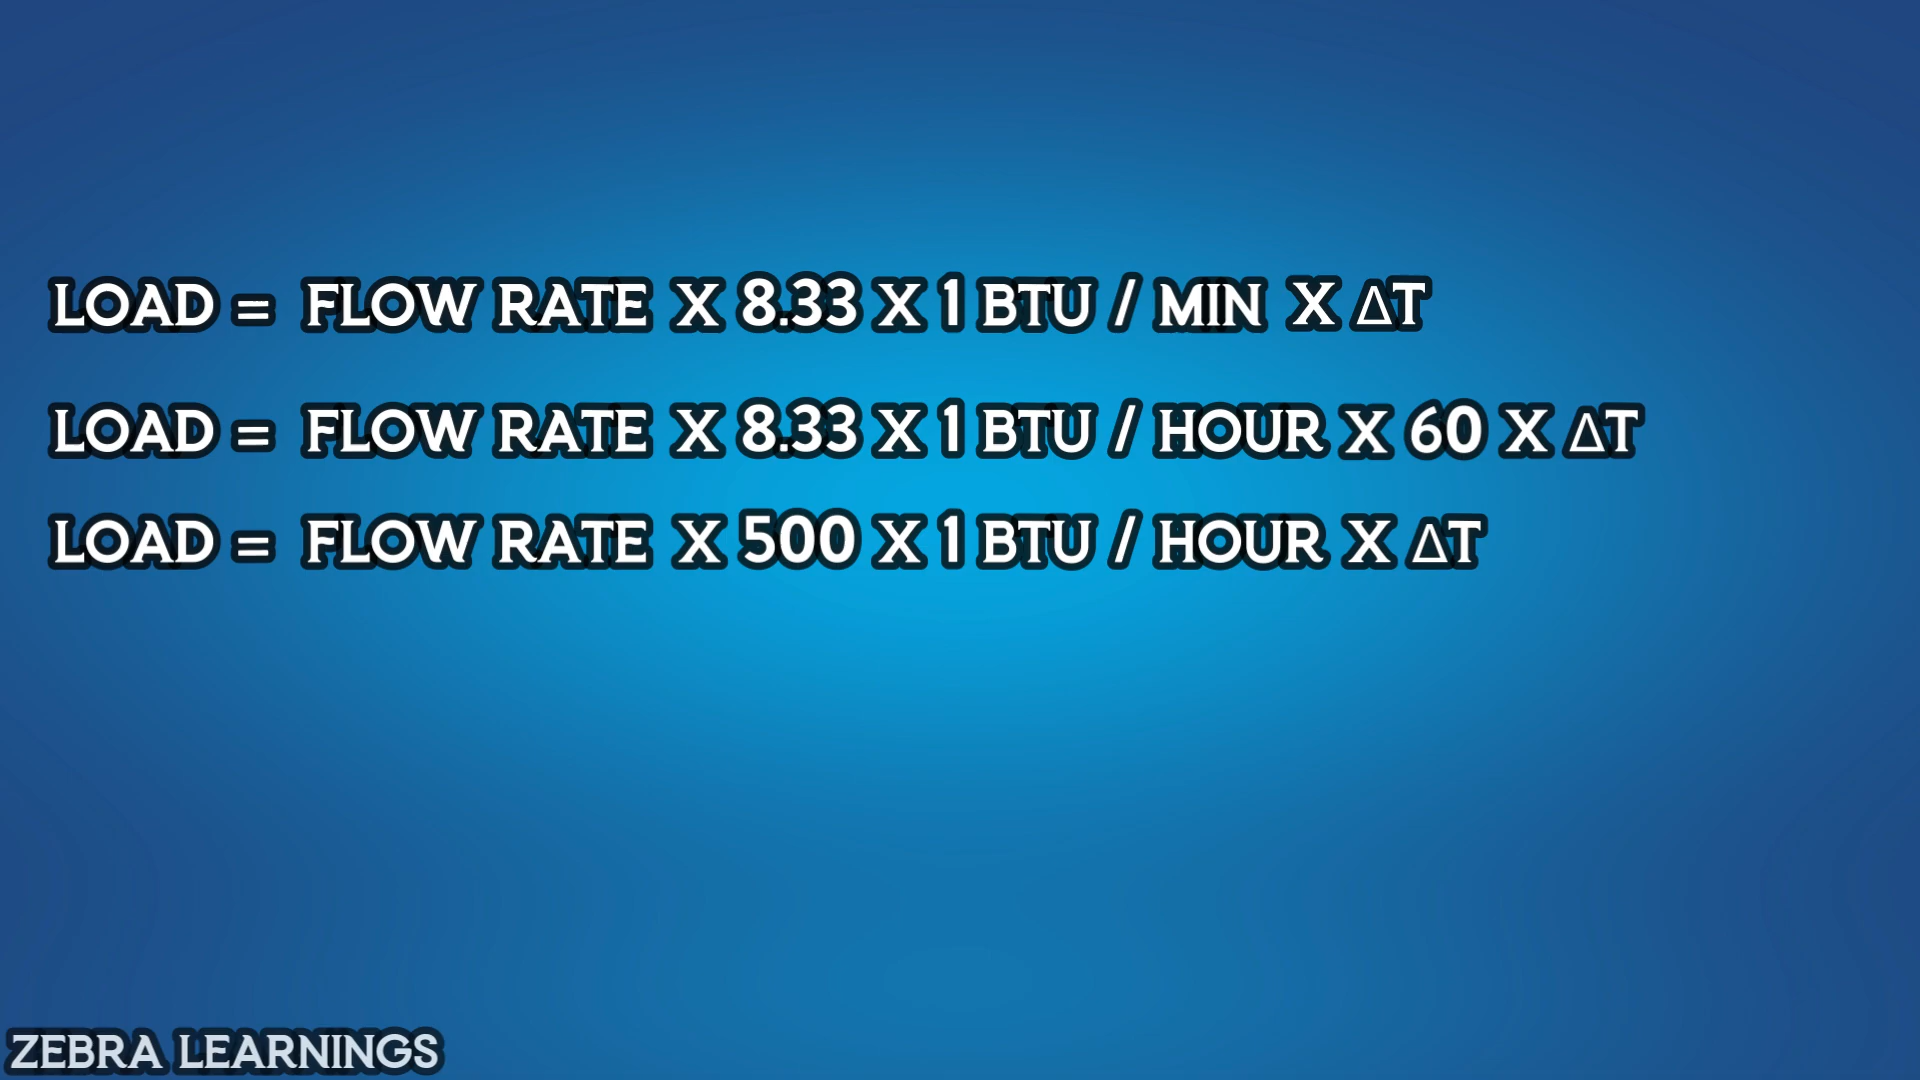 LOAD = FLOW RATE X 8.33 X 1 BTU / MIN X ΔT
LOAD = FLOW RATE X 8.33 X 1 BTU / HOUR X 60 X ΔT
LOAD = FLOW RATE X 500 X 1 BTU / HOUR X ΔT
ZEBRA LEARNINGS